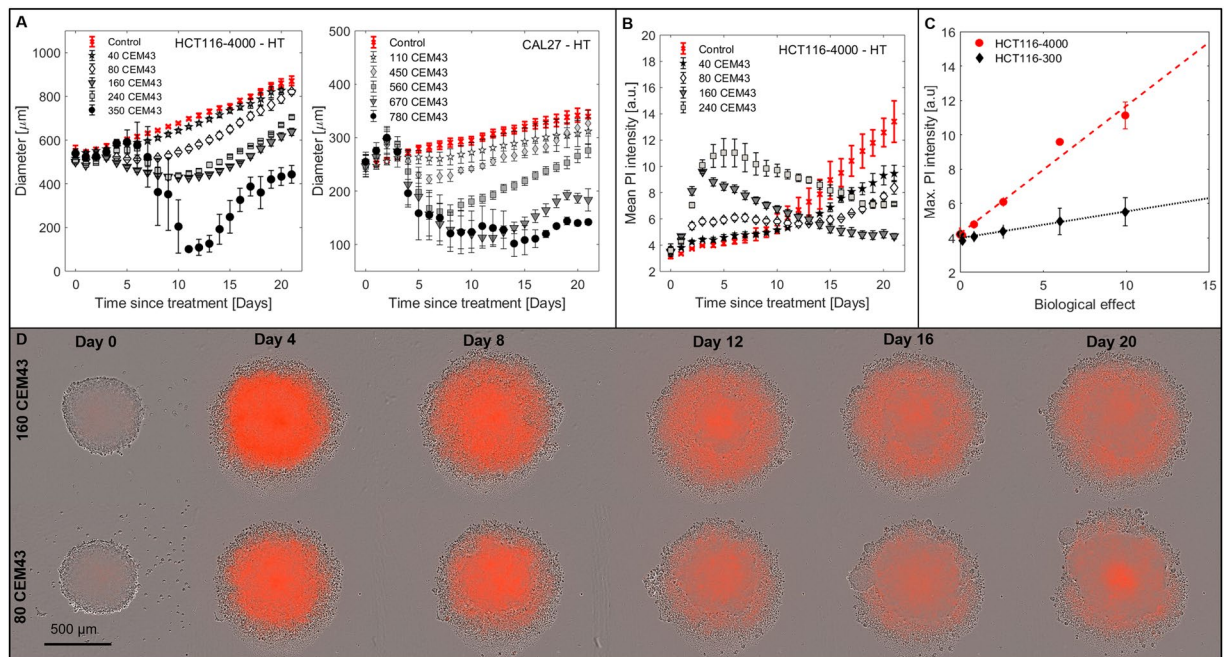 A
HCT116-4000 - HT
Control
40 CEM43
80 CEM43
160 CEM43
240 CEM43
350 CEM43
Diameter [µm]
1000
800
600
400
200
0
0 5 10 15 20
Time since treatment [Days]
CAL27 - HT
Control
110 CEM43
450 CEM43
560 CEM43
670 CEM43
780 CEM43
Diameter [µm]
500
400
300
200
100
0 5 10 15 20
Time since treatment [Days]
B
HCT116-4000 - HT
Control
40 CEM43
80 CEM43
160 CEM43
240 CEM43
Mean PI intensity [a.u.]
20
18
16
14
12
10
8
6
4
2
0 5 10 15 20
Time since treatment [Days]
C
HCT116-4000
HCT116-300
Max. PI intensity [a.u]
16
14
12
10
8
6
4
2
0 5 10 15
Biological effect
D
Day 0 Day 4 Day 8 Day 12 Day 16 Day 20
160 CEM43
80 CEM43
500 µm